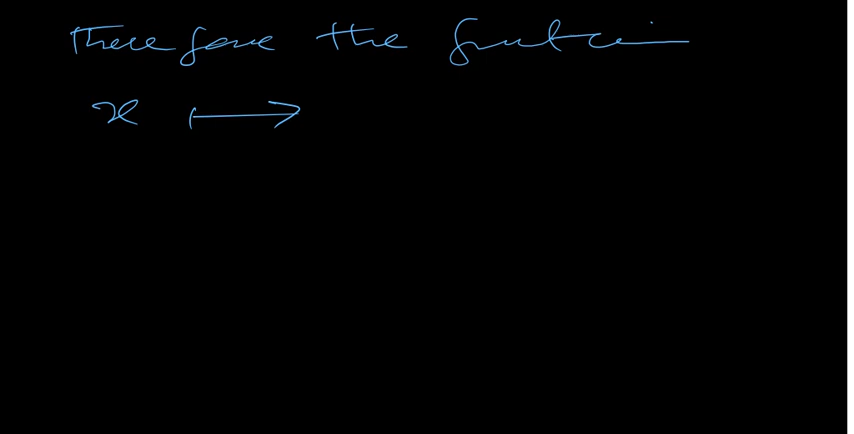 Therefore the function
x ⟼